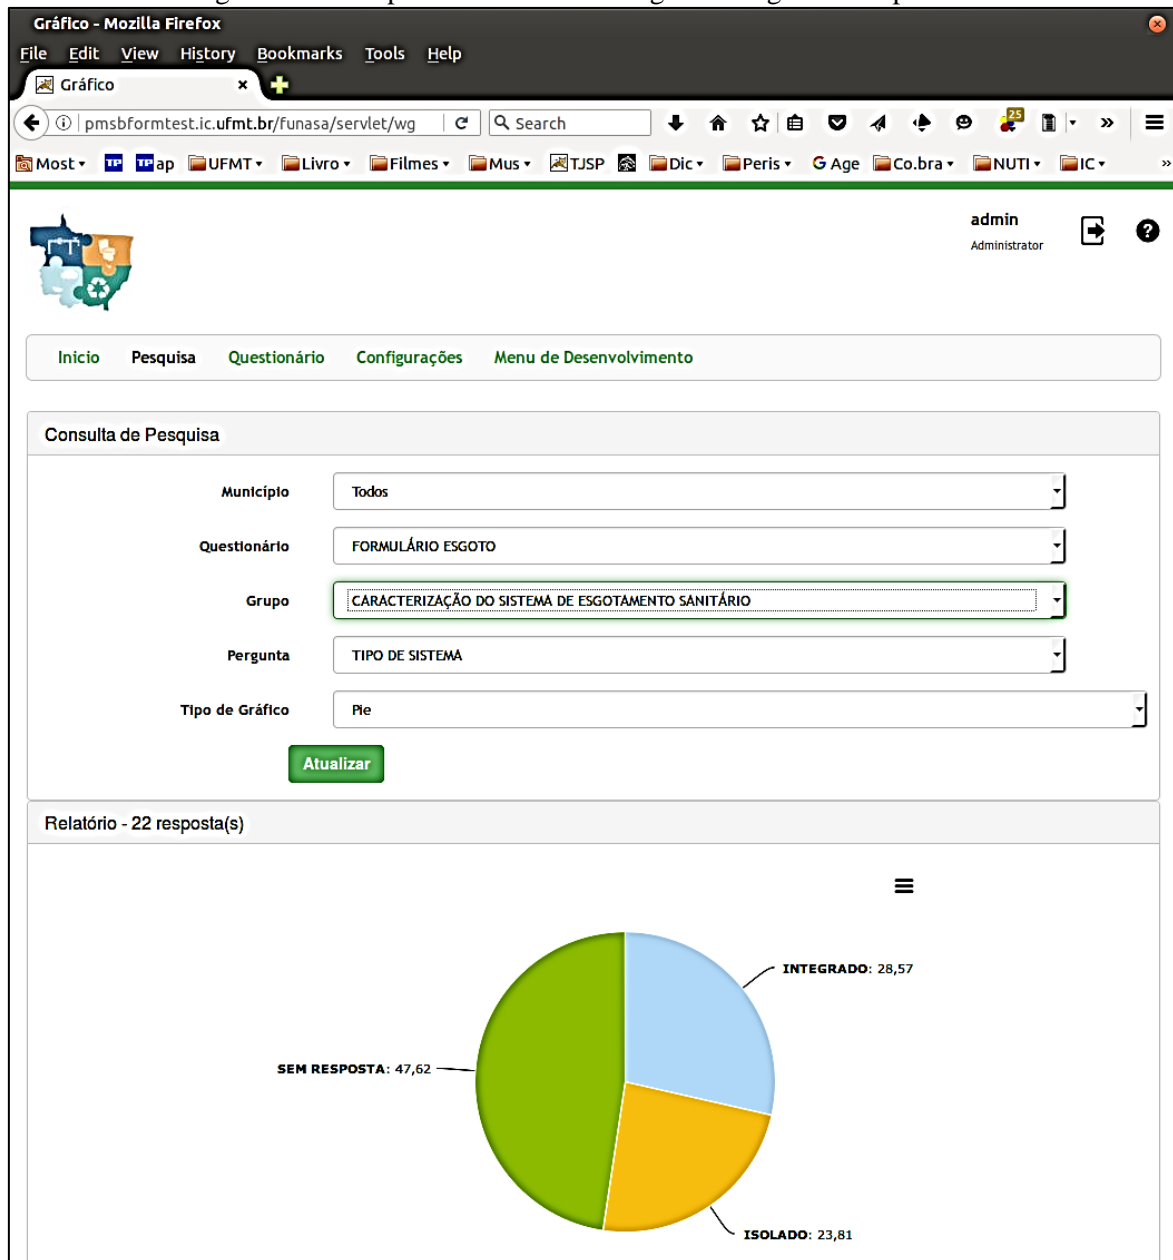 Gráfico - Mozilla Firefox
File Edit View History Bookmarks Tools Help
Gráfico
pmsbformtest.ic.ufmt.br/funasa/servlet/wg Search 25
Most TP TP ap UFMT Livro Filmes Mus TJSP Dic Peris G Age Co.bra NUTI IC »
admin
Administrator
Inicio Pesquisa Questionário Configurações Menu de Desenvolvimento
Consulta de Pesquisa
Município Todos
Questionário FORMULÁRIO ESGOTO
Grupo CARACTERIZAÇÃO DO SISTEMA DE ESGOTAMENTO SANITÁRIO
Pergunta TIPO DE SISTEMA
Tipo de Gráfico Pie
Atualizar
Relatório - 22 resposta(s)
INTEGRADO: 28,57
SEM RESPOSTA: 47,62
ISOLADO: 23,81